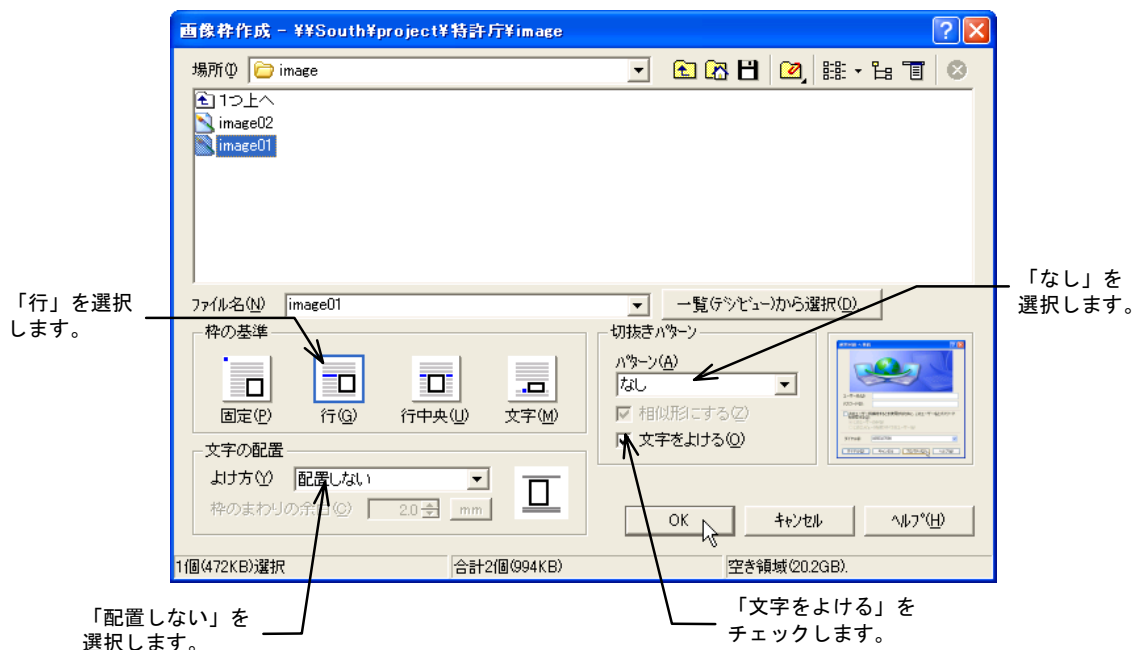 画像枠作成 - ¥¥South¥project¥特許庁¥image
場所(I) image
1つ上へ
image02
image01
ファイル名(N) image01 一覧(デジビュー)から選択(D)
枠の基準
固定(P) 行(G) 行中央(U) 文字(M)
切抜きパターン
パターン(A)
なし
相似形にする(Z)
文字をよける(O)
文字の配置
よけ方(Y) 配置しない
枠のまわりの余白(C) 2.0 mm
OK キャンセル ヘルプ(H)
1個(472KB)選択 合計2個(994KB) 空き領域(20.2GB).
「行」を選択
します。
「なし」を
選択します。
「配置しない」を
選択します。
「文字をよける」を
チェックします。